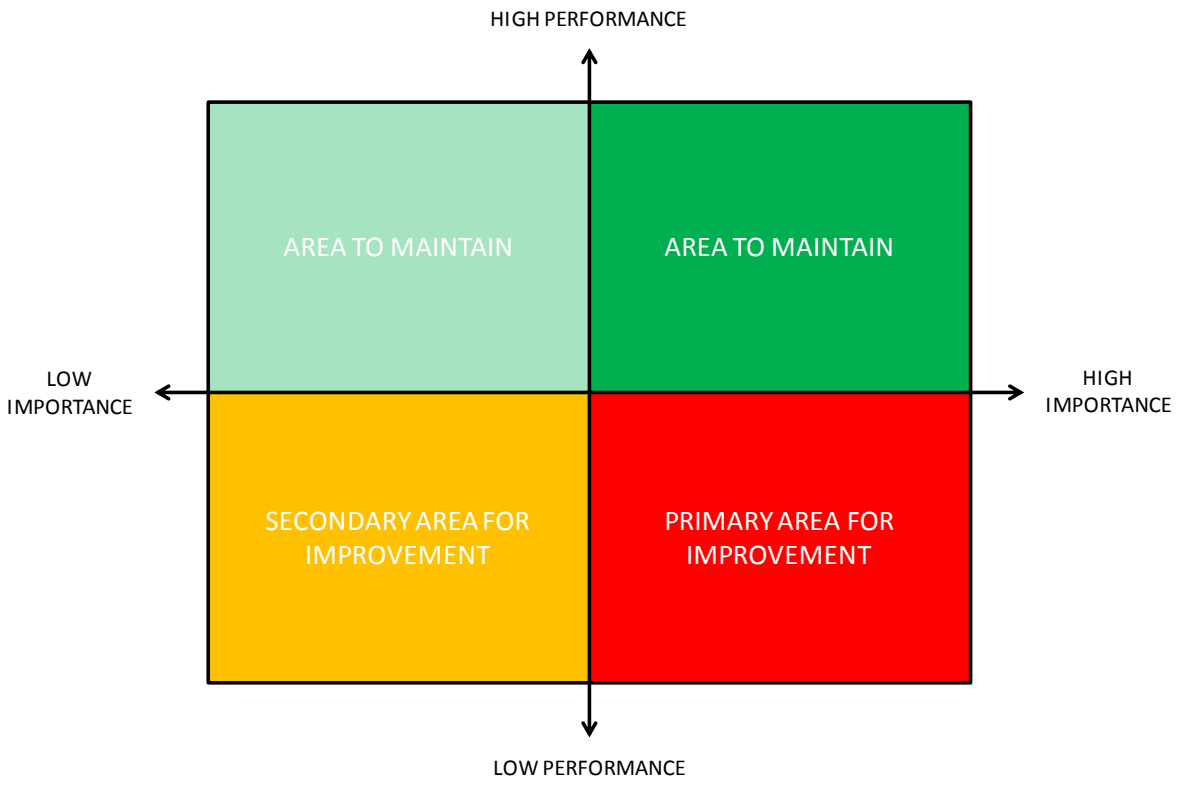 HIGH PERFORMANCE
AREA TO MAINTAIN
AREA TO MAINTAIN
LOW
IMPORTANCE
HIGH
IMPORTANCE
SECONDARY AREA FOR
IMPROVEMENT
PRIMARY AREA FOR
IMPROVEMENT
LOW PERFORMANCE